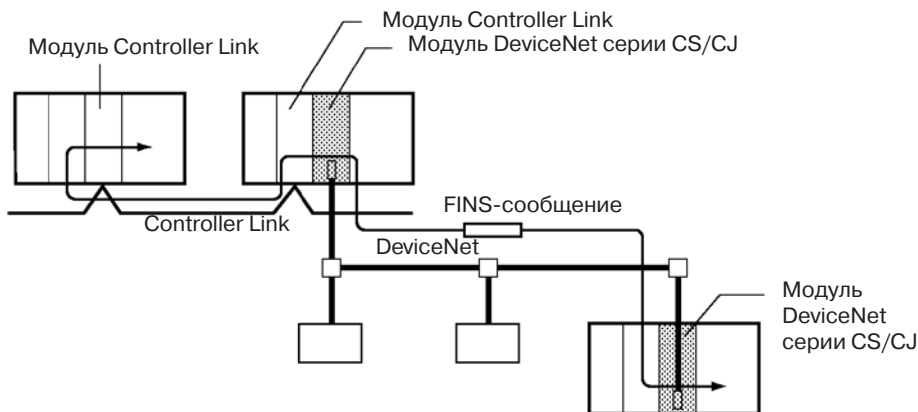 Модуль Controller Link
Модуль Controller Link
Модуль DeviceNet серии CS/CJ
Controller Link
FINS-сообщение
DeviceNet
Модуль
DeviceNet
серии CS/CJ